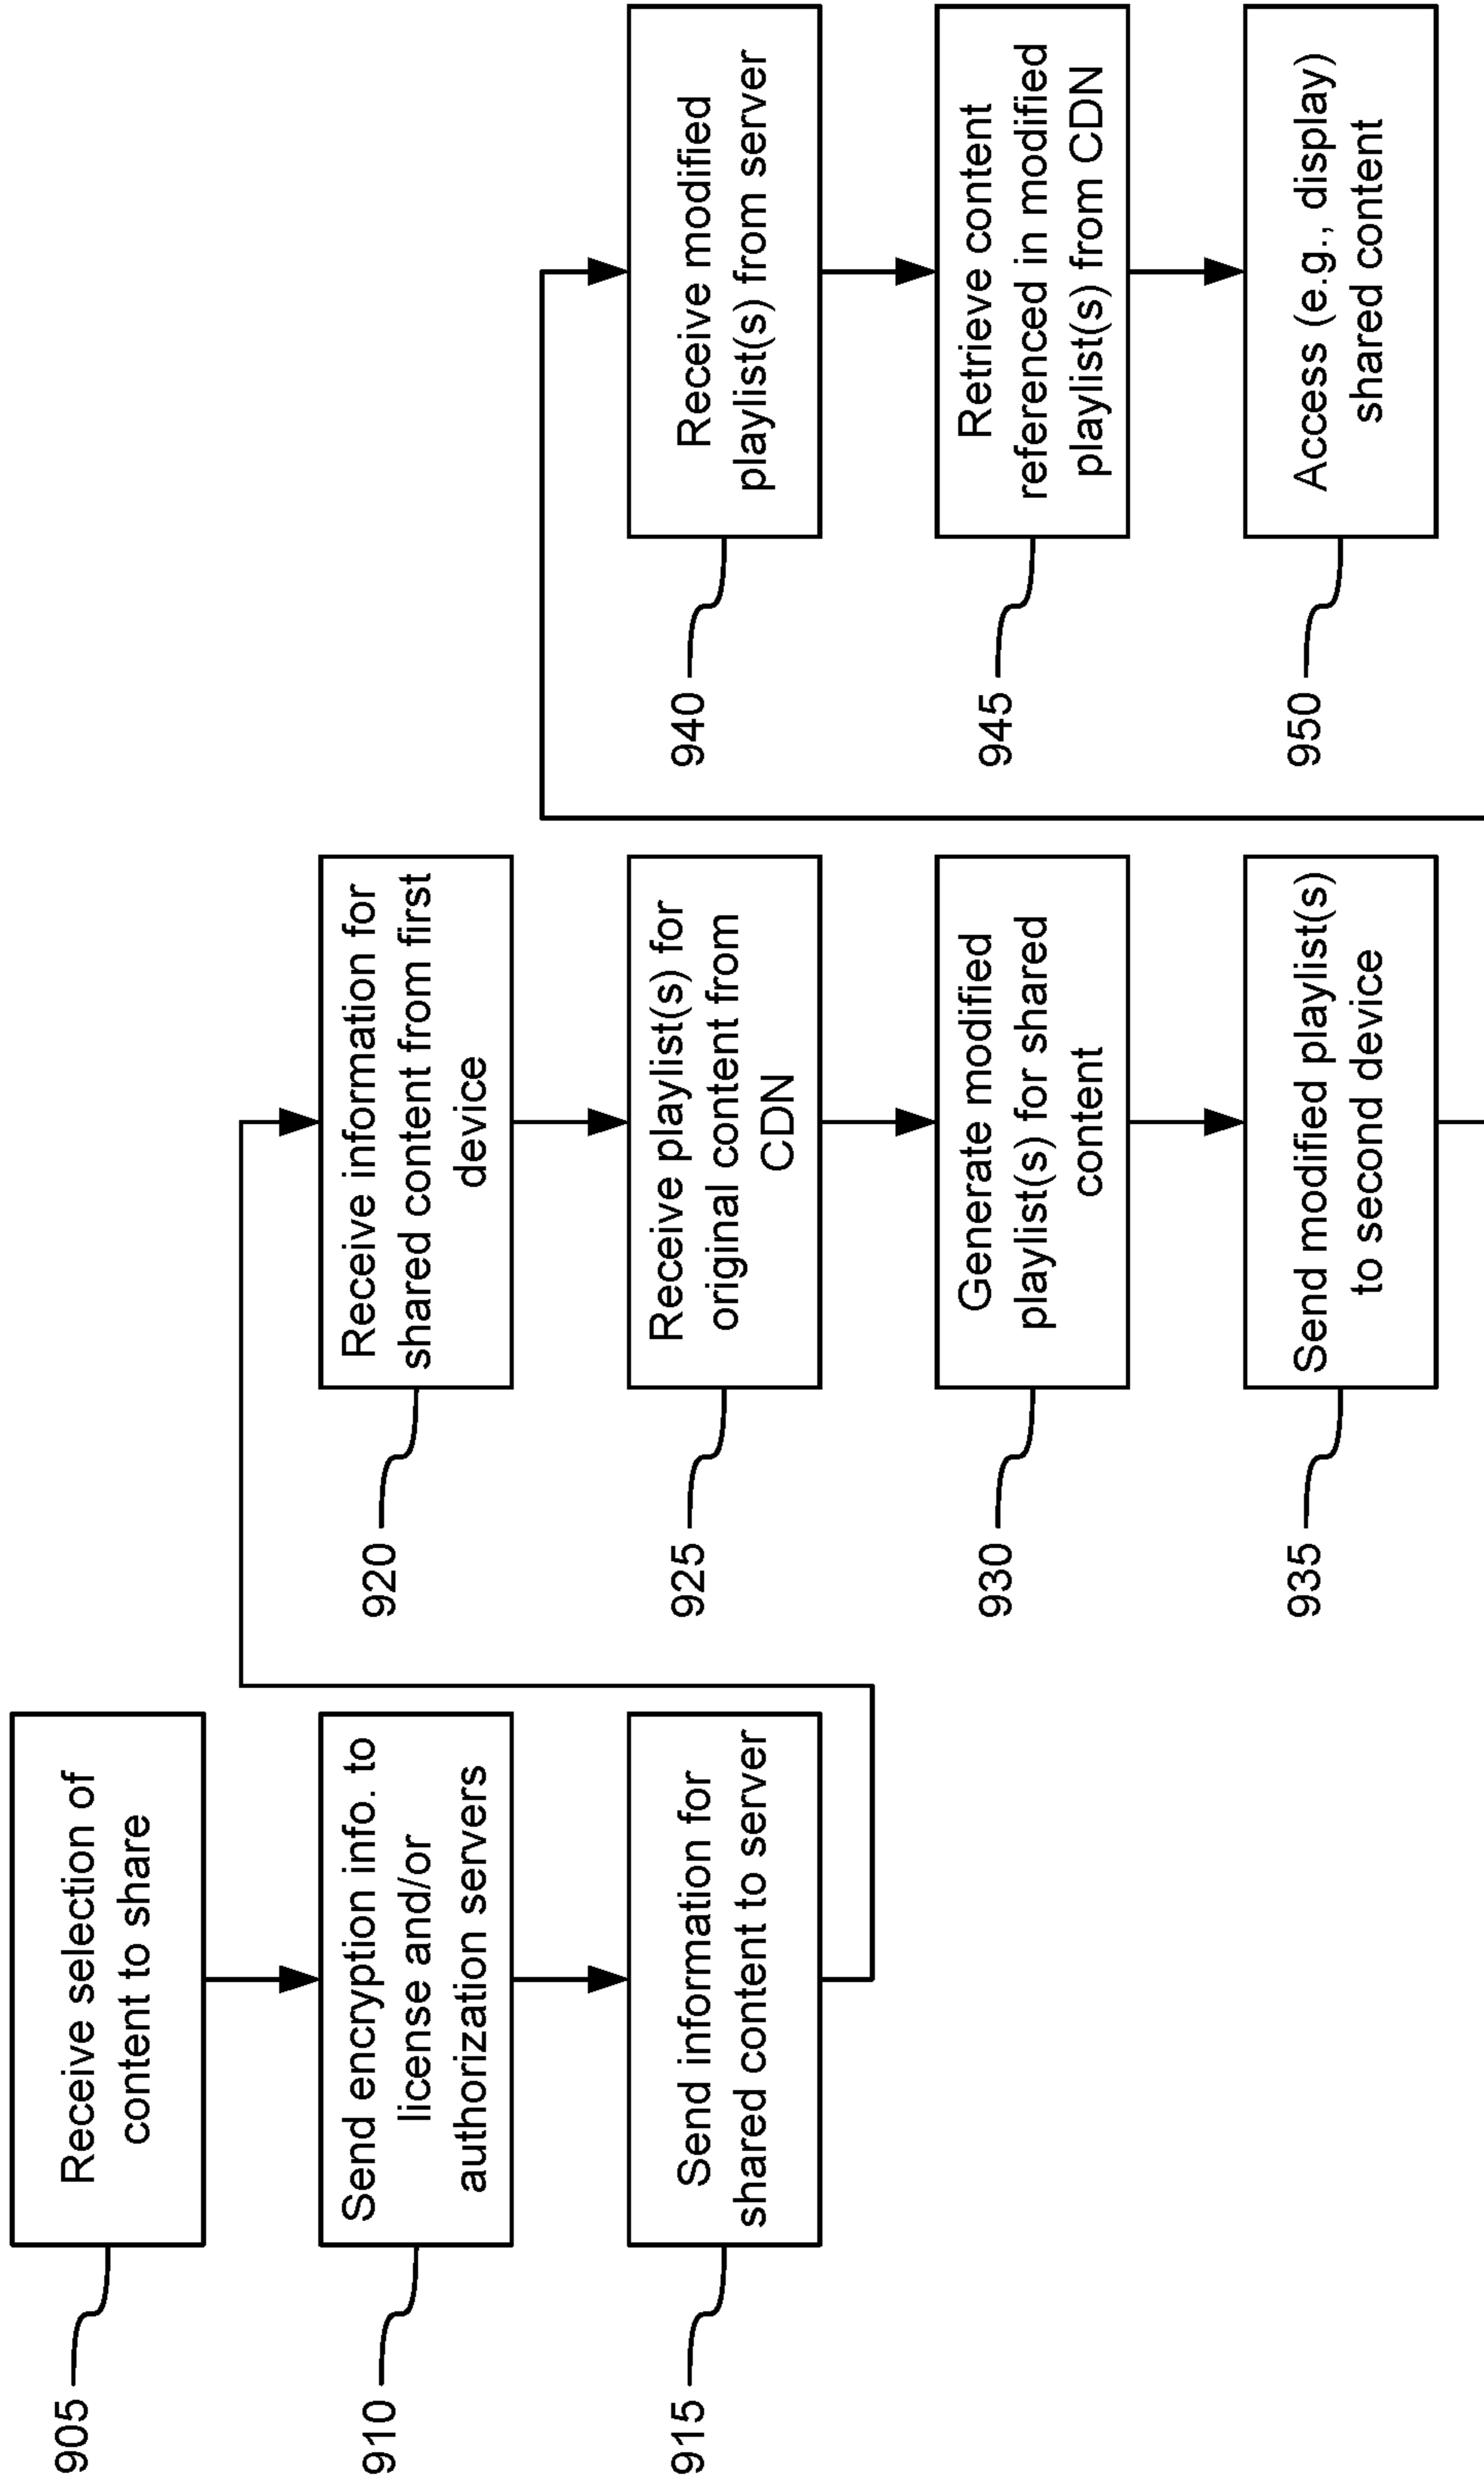 905
Receive selection of
content to share
910
Send encryption info. to
license and/or
authorization servers
915
Send information for
shared content to server
920
Receive information for
shared content from first
device
925
Receive playlist(s) for
original content from
CDN
930
Generate modified
playlist(s) for shared
content
935
Send modified playlist(s)
to second device
940
Receive modified
playlist(s) from server
945
Retrieve content
referenced in modified
playlist(s) from CDN
950
Access (e.g., display)
shared content